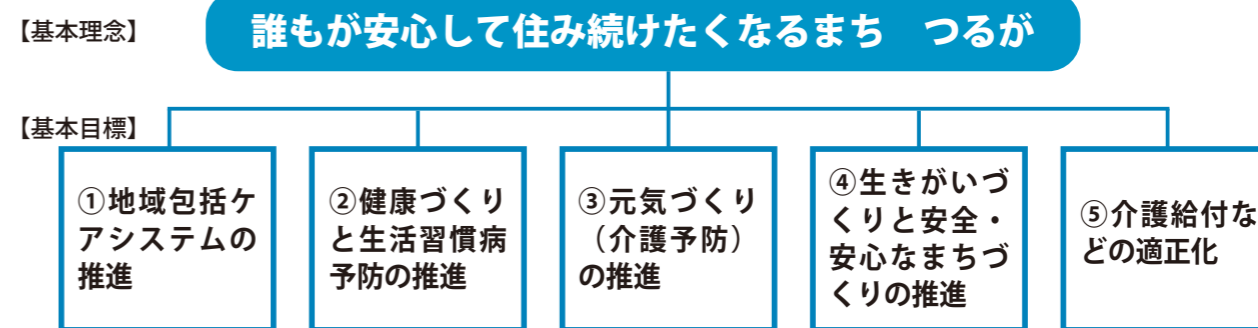 【基本理念】
誰もが安心して住み続けたくなるまち　つるが
【基本目標】
①地域包括ケ
アシステムの
推進
②健康づくり
と生活習慣病
予防の推進
③元気づくり
（介護予防）
の推進
④生きがいづ
くりと安全・
安心なまちづ
くりの推進
⑤介護給付な
どの適正化